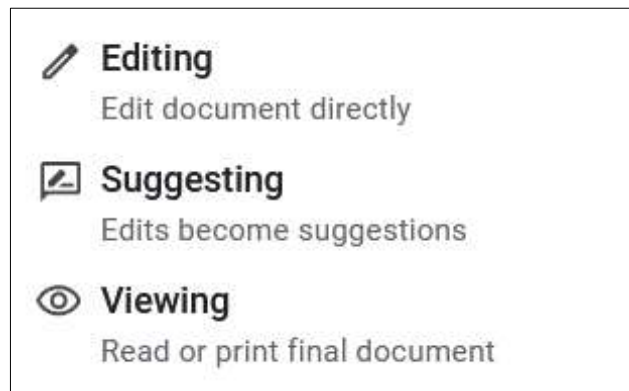 Editing
Edit document directly
Suggesting
Edits become suggestions
Viewing
Read or print final document